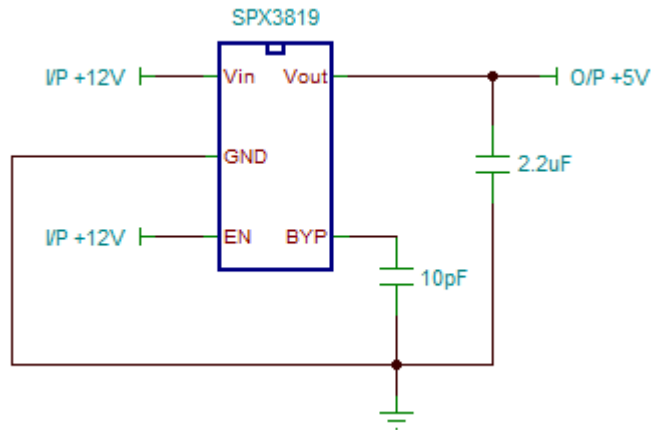 SPX3819
I/P +12V
Vin
Vout
O/P +5V
GND
2.2uF
I/P +12V
EN
BYP
10pF